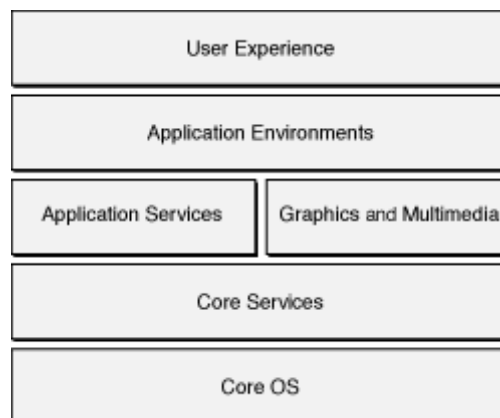 User Experience
Application Environments
Application Services
Graphics and Multimedia
Core Services
Core OS